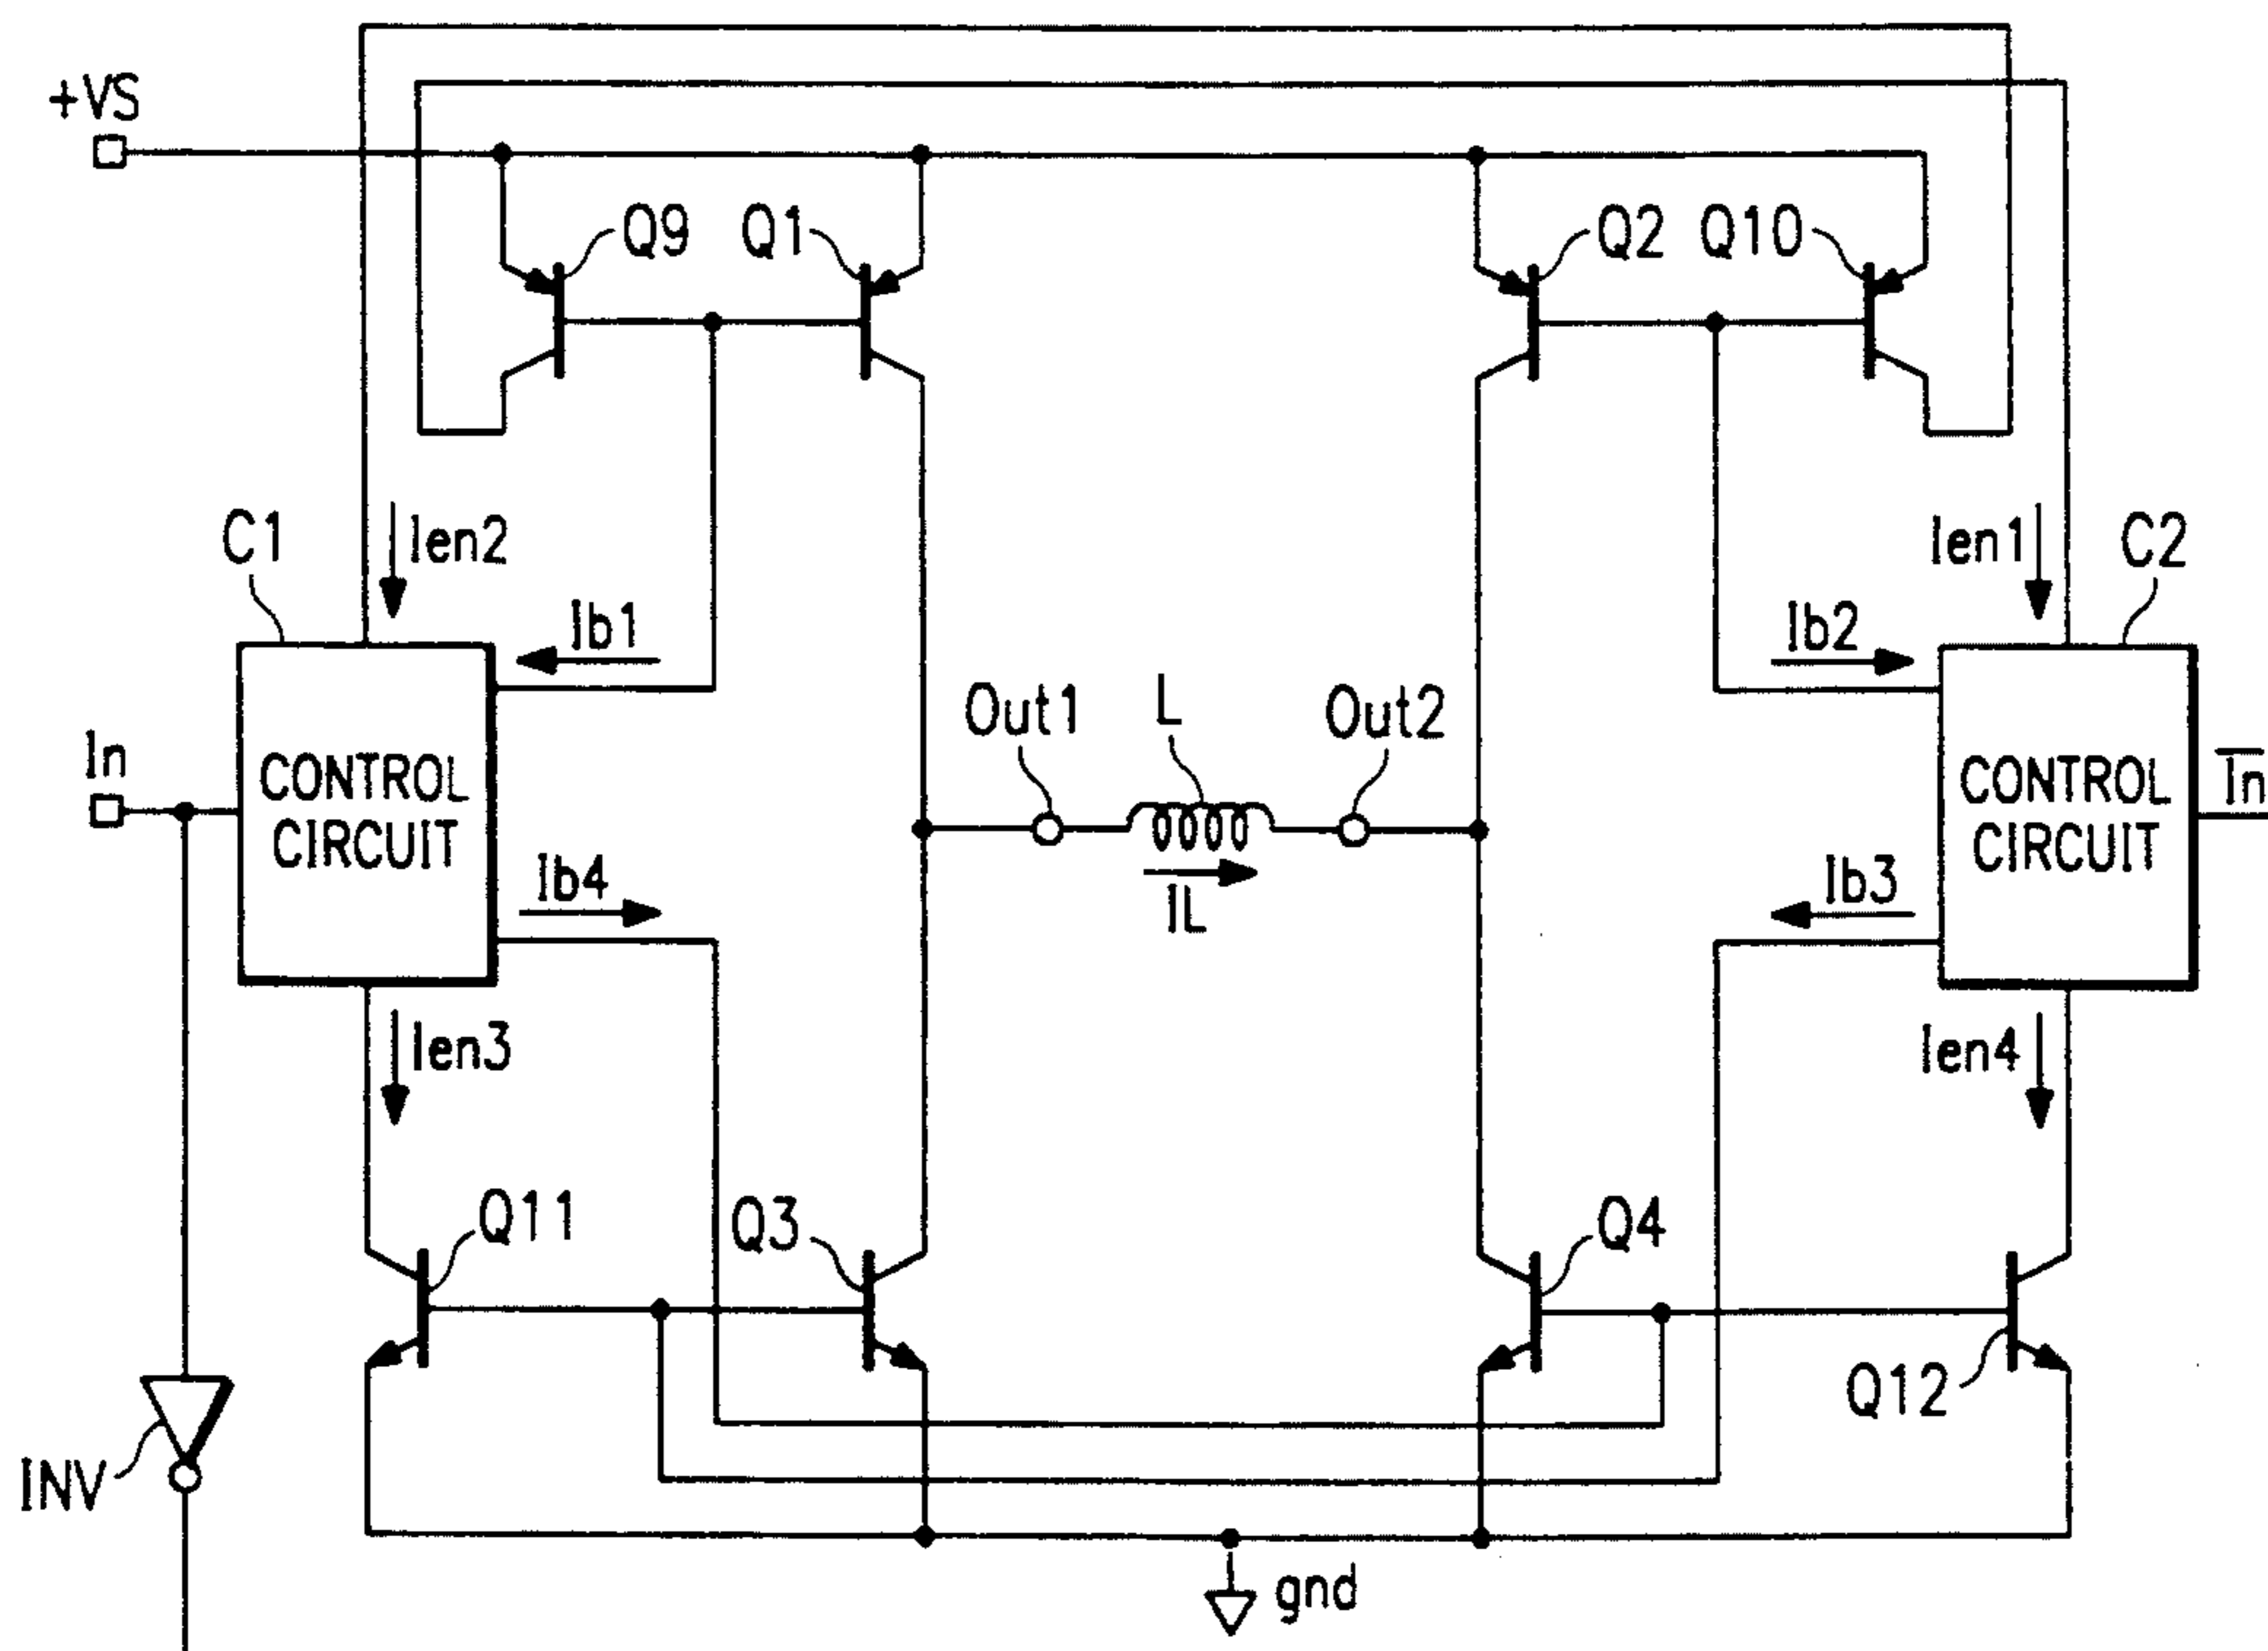 +VS
Q9
Q1
Q2
Q10
C1
Ien2
Ien1
C2
Ib1
Ib2
In
CONTROL
CIRCUIT
Out1
L
Out2
CONTROL
CIRCUIT
I̅n̅
Ib4
IL
Ib3
Ien3
Ien4
Q11
Q3
Q4
Q12
INV
gnd